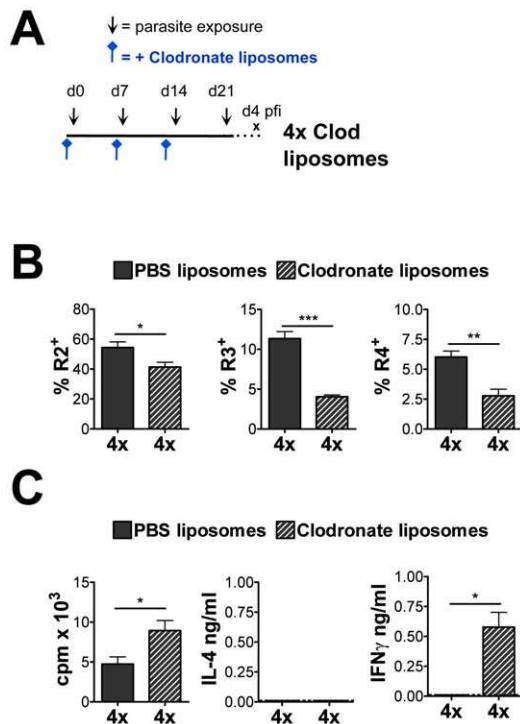 A
= parasite exposure
= + Clodronate liposomes
d0 d7 d14 d21
d4 pfi
x
4x Clod
liposomes
B
PBS liposomes Clodronate liposomes
% R2+
80
60
40
20
0
*
4x 4x
% R3+
15
10
5
0
***
4x 4x
% R4+
10.0
7.5
5.0
2.5
0.0
**
4x 4x
C
PBS liposomes Clodronate liposomes
cpm x 10³
15
10
5
0
*
4x 4x
IL-4 ng/ml
1.00
0.75
0.50
0.25
0.00
4x 4x
IFNγ ng/ml
1.00
0.75
0.50
0.25
0.00
*
4x 4x